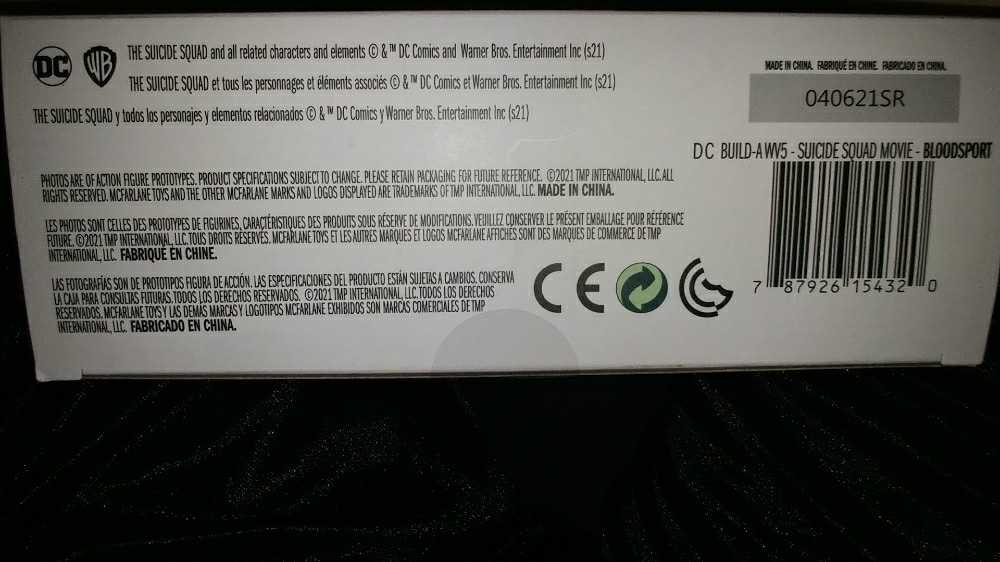 DC WB THE SUICIDE SQUAD and all related characters and elements © & ™ DC Comics and Warner Bros. Entertainment Inc (s21)
THE SUICIDE SQUAD et tous les personnages et éléments associés © & ™ DC Comics et Warner Bros. Entertainment Inc (s21)
THE SUICIDE SQUAD y todos los personajes y elementos relacionados © & ™ DC Comics y Warner Bros. Entertainment Inc (s21)
PHOTOS ARE OF ACTION FIGURE PROTOTYPES. PRODUCT SPECIFICATIONS SUBJECT TO CHANGE. PLEASE RETAIN PACKAGING FOR FUTURE REFERENCE. ©2021 TMP INTERNATIONAL, LLC. ALL
RIGHTS RESERVED. MCFARLANE TOYS AND THE OTHER MCFARLANE MARKS AND LOGOS DISPLAYED ARE TRADEMARKS OF TMP INTERNATIONAL, LLC. MADE IN CHINA.
LES PHOTOS SONT CELLES DES PROTOTYPES DE FIGURINES, CARACTÉRISTIQUES DES PRODUITS SOUS RÉSERVE DE MODIFICATIONS. VEUILLEZ CONSERVER LE PRÉSENT EMBALLAGE POUR RÉFÉRENCE
FUTURE. ©2021 TMP INTERNATIONAL, LLC. TOUS DROITS RÉSERVÉS. MCFARLANE TOYS ET LES AUTRES MARQUES ET LOGOS MCFARLANE AFFICHÉS SONT DES MARQUES DE COMMERCE DE TMP
INTERNATIONAL, LLC. FABRIQUÉ EN CHINE.
LAS FOTOGRAFÍAS SON DE PROTOTIPOS FIGURA DE ACCIÓN. LAS ESPECIFICACIONES DEL PRODUCTO ESTÁN SUJETAS A CAMBIOS. CONSERVA
LA CAJA PARA CONSULTAS FUTURAS. TODOS LOS DERECHOS RESERVADOS. ©2021 TMP INTERNATIONAL, LLC. TODOS LOS DERECHOS
RESERVADOS. MCFARLANE TOYS Y LAS DEMÁS MARCAS Y LOGOTIPOS MCFARLANE EXHIBIDOS SON MARCAS COMERCIALES DE TMP
INTERNATIONAL, LLC. FABRICADO EN CHINA.
CE
MADE IN CHINA. FABRIQUÉ EN CHINE. FABRICADO EN CHINA.
040621SR
DC BUILD-A WV5 - SUICIDE SQUAD MOVIE - BLOODSPORT
7 87926 15432 0